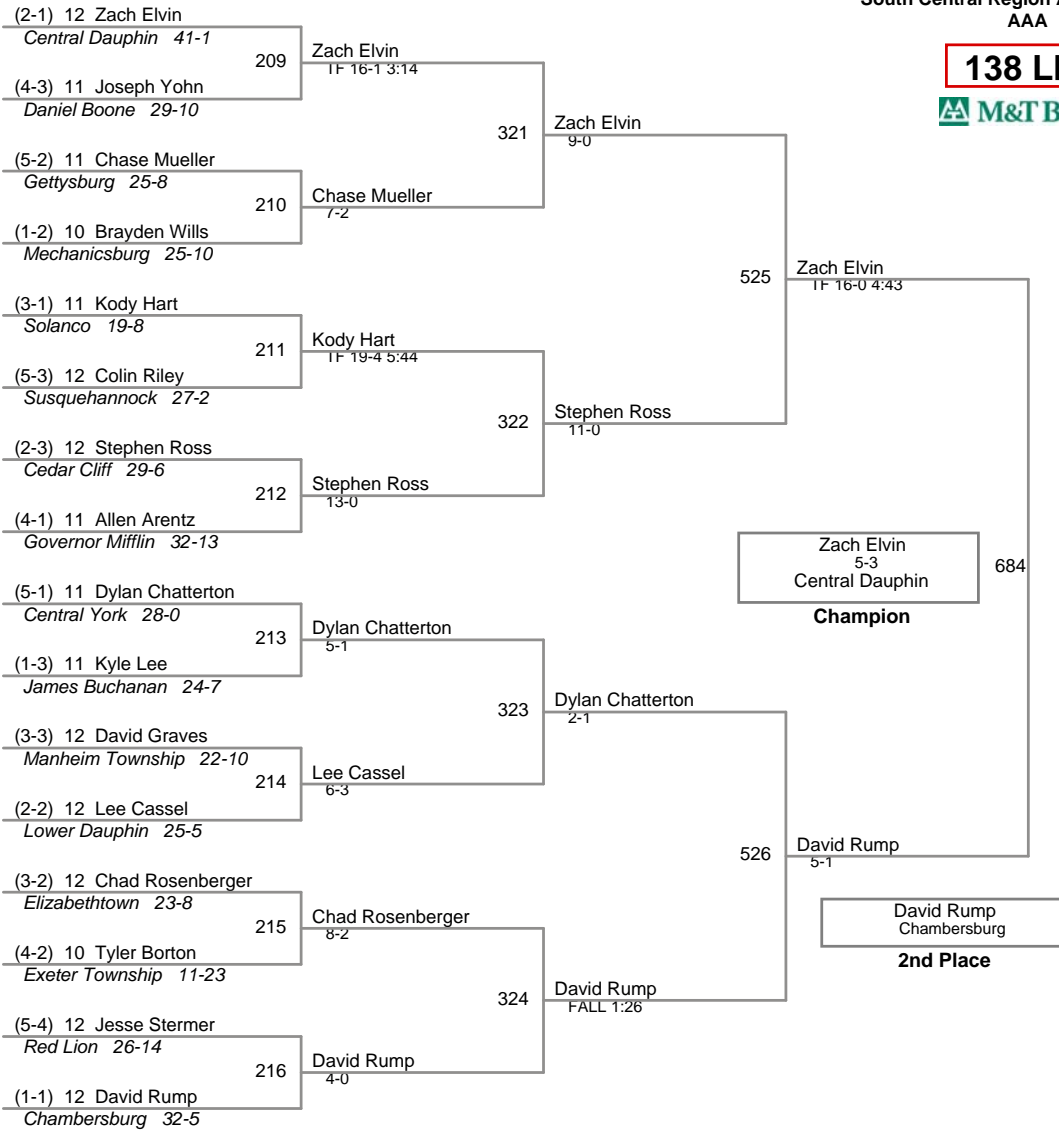 South Central Region
AAA
138
M&T
(2-1) 12 Zach Elvin
Central Dauphin 41-1
209
Zach Elvin
TF 16-1 3:14
(4-3) 11 Joseph Yohn
Daniel Boone 29-10
321
Zach Elvin
9-0
(5-2) 11 Chase Mueller
Gettysburg 25-8
210
Chase Mueller
7-2
(1-2) 10 Brayden Wills
Mechanicsburg 25-10
525
Zach Elvin
TF 16-0 4:43
(3-1) 11 Kody Hart
Solanco 19-8
211
Kody Hart
TF 19-4 5:44
(5-3) 12 Colin Riley
Susquehannock 27-2
322
Stephen Ross
11-0
(2-3) 12 Stephen Ross
Cedar Cliff 29-6
212
Stephen Ross
13-0
(4-1) 11 Allen Arentz
Governor Mifflin 32-13
Zach Elvin
5-3
Central Dauphin
684
Champion
(5-1) 11 Dylan Chatterton
Central York 28-0
213
Dylan Chatterton
5-1
(1-3) 11 Kyle Lee
James Buchanan 24-7
323
Dylan Chatterton
2-1
(3-3) 12 David Graves
Manheim Township 22-10
214
Lee Cassel
6-3
(2-2) 12 Lee Cassel
Lower Dauphin 25-5
526
David Rump
5-1
(3-2) 12 Chad Rosenberger
Elizabethtown 23-8
215
Chad Rosenberger
8-2
(4-2) 10 Tyler Borton
Exeter Township 11-23
David Rump
Chambersburg
2nd Place
324
David Rump
FALL 1:26
(5-4) 12 Jesse Stermer
Red Lion 26-14
216
David Rump
4-0
(1-1) 12 David Rump
Chambersburg 32-5